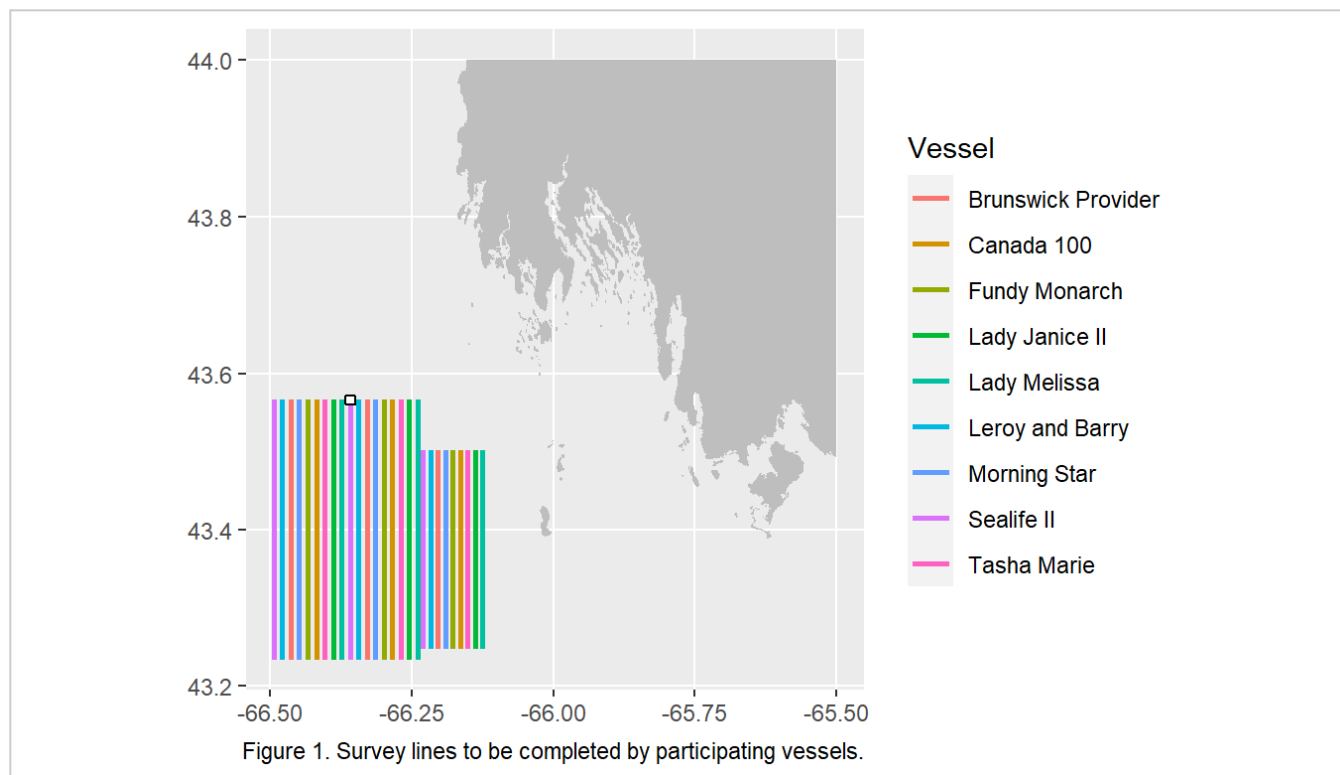 44.0
43.8
43.6
43.4
43.2
-66.50 -66.25 -66.00 -65.75 -65.50
Vessel
Brunswick Provider
Canada 100
Fundy Monarch
Lady Janice II
Lady Melissa
Leroy and Barry
Morning Star
Sealife II
Tasha Marie
Figure 1. Survey lines to be completed by participating vessels.